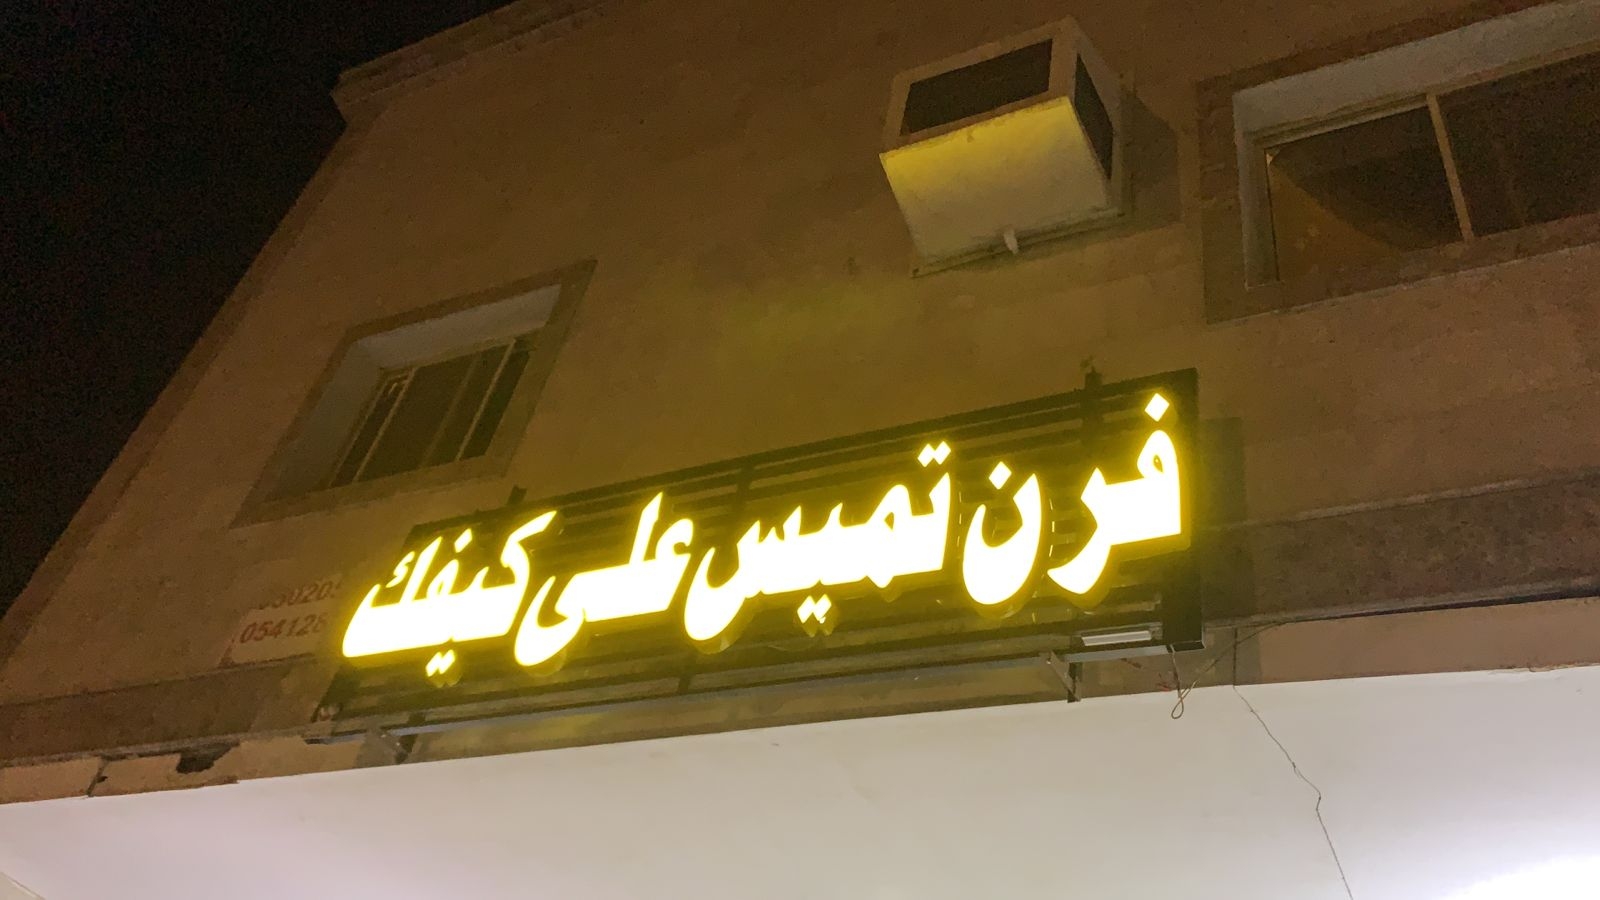 فرن تميس على كيفك